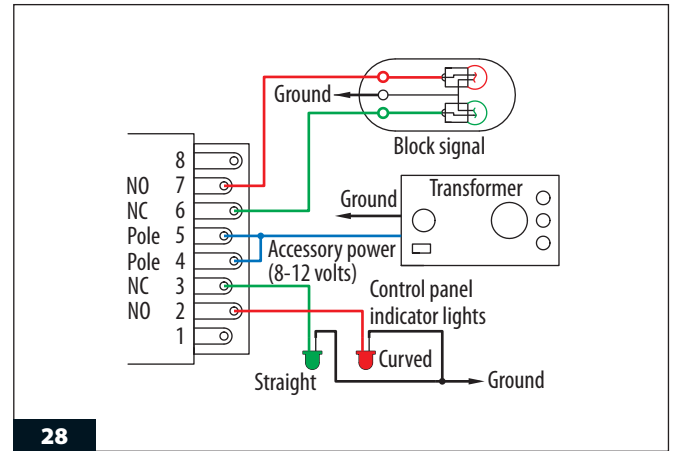 Ground
Block signal
8
NO 7
NC 6
Pole 5
Pole 4
NC 3
NO 2
1
Ground
Transformer
Accessory power
(8-12 volts)
Control panel
indicator lights
Straight
Curved
Ground
28